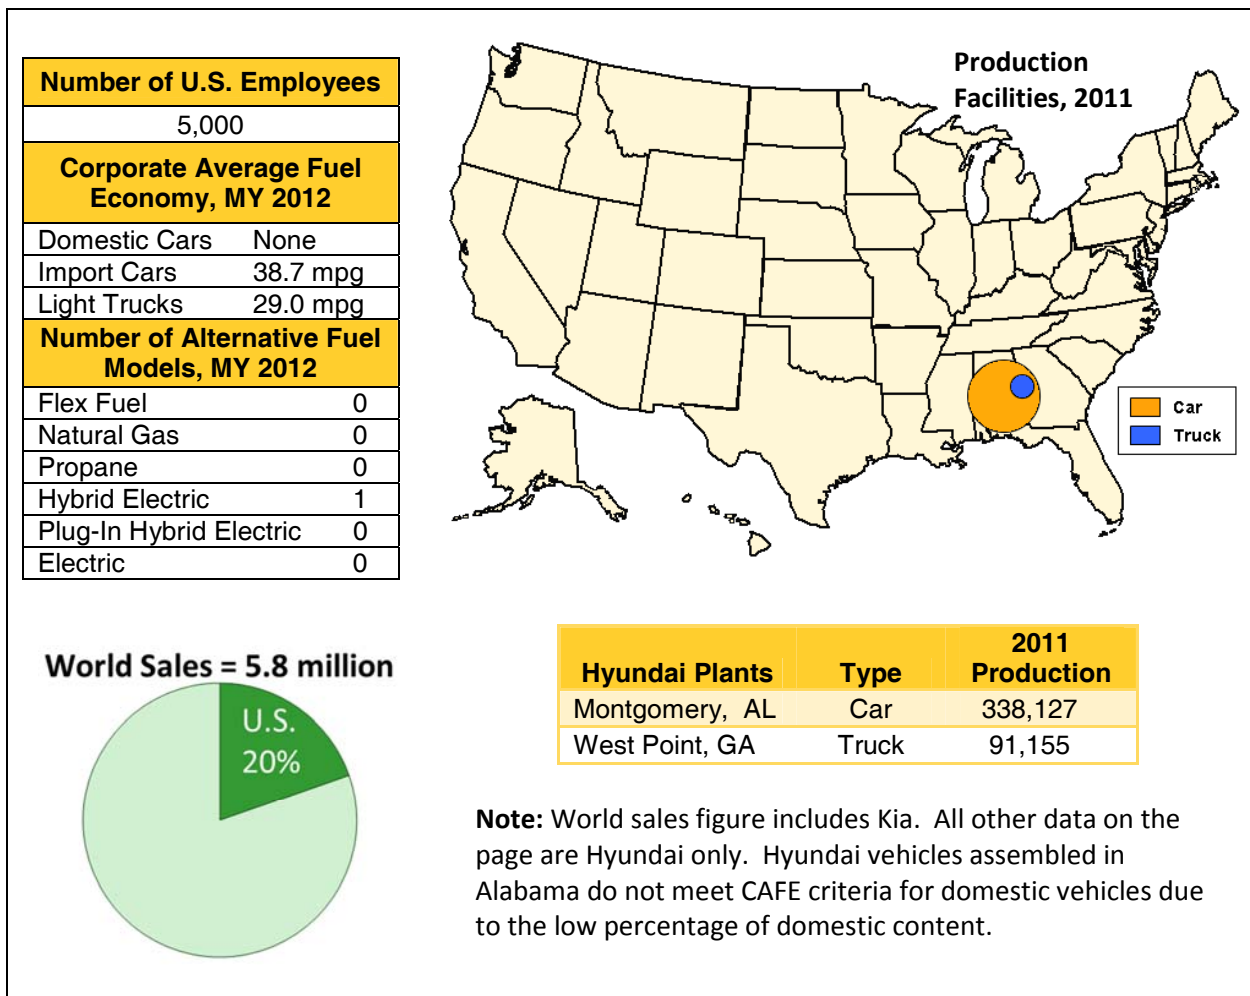 Number of U.S. Employees
5,000
Corporate Average Fuel
Economy, MY 2012
Domestic Cars None
Import Cars 38.7 mpg
Light Trucks 29.0 mpg
Number of Alternative Fuel
Models, MY 2012
Flex Fuel 0
Natural Gas 0
Propane 0
Hybrid Electric 1
Plug-In Hybrid Electric 0
Electric 0
Production
Facilities, 2011
Car
Truck
World Sales = 5.8 million
U.S.
20%
2011
Hyundai Plants Type Production
Montgomery, AL Car 338,127
West Point, GA Truck 91,155
Note: World sales figure includes Kia. All other data on the
page are Hyundai only. Hyundai vehicles assembled in
Alabama do not meet CAFE criteria for domestic vehicles due
to the low percentage of domestic content.